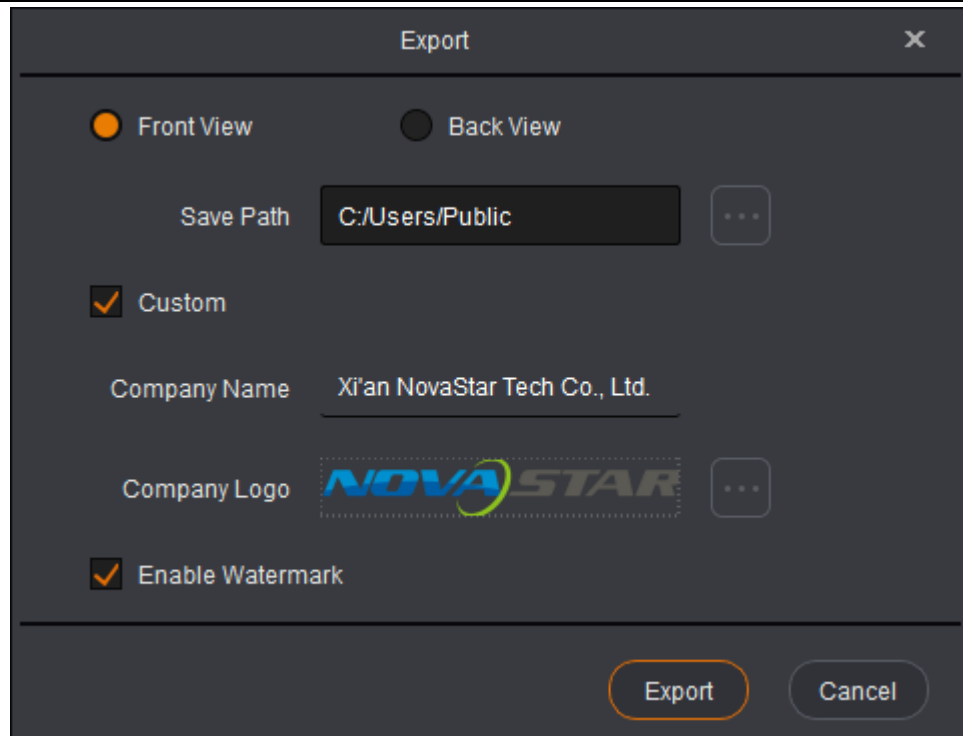 Export
Front View Back View
Save Path C:/Users/Public ...
Custom
Company Name Xi'an NovaStar Tech Co., Ltd.
Company Logo NOVASTAR ...
Enable Watermark
Export Cancel